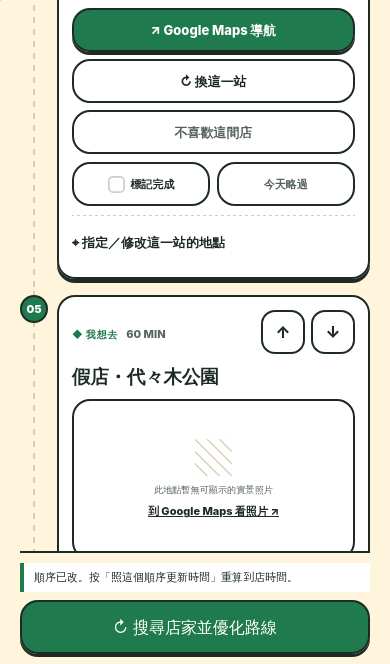 ↗ Google Maps 導航
↻ 換這一站
不喜歡這間店
標記完成
今天略過
⌖ 指定／修改這一站的地點
05
◆ 我想去 60 MIN
↑ ↓
假店・代々木公園
此地點暫無可顯示的實景照片
到 Google Maps 看照片 ↗
順序已改。按「照這個順序更新時間」重算到店時間。
↻ 搜尋店家並優化路線